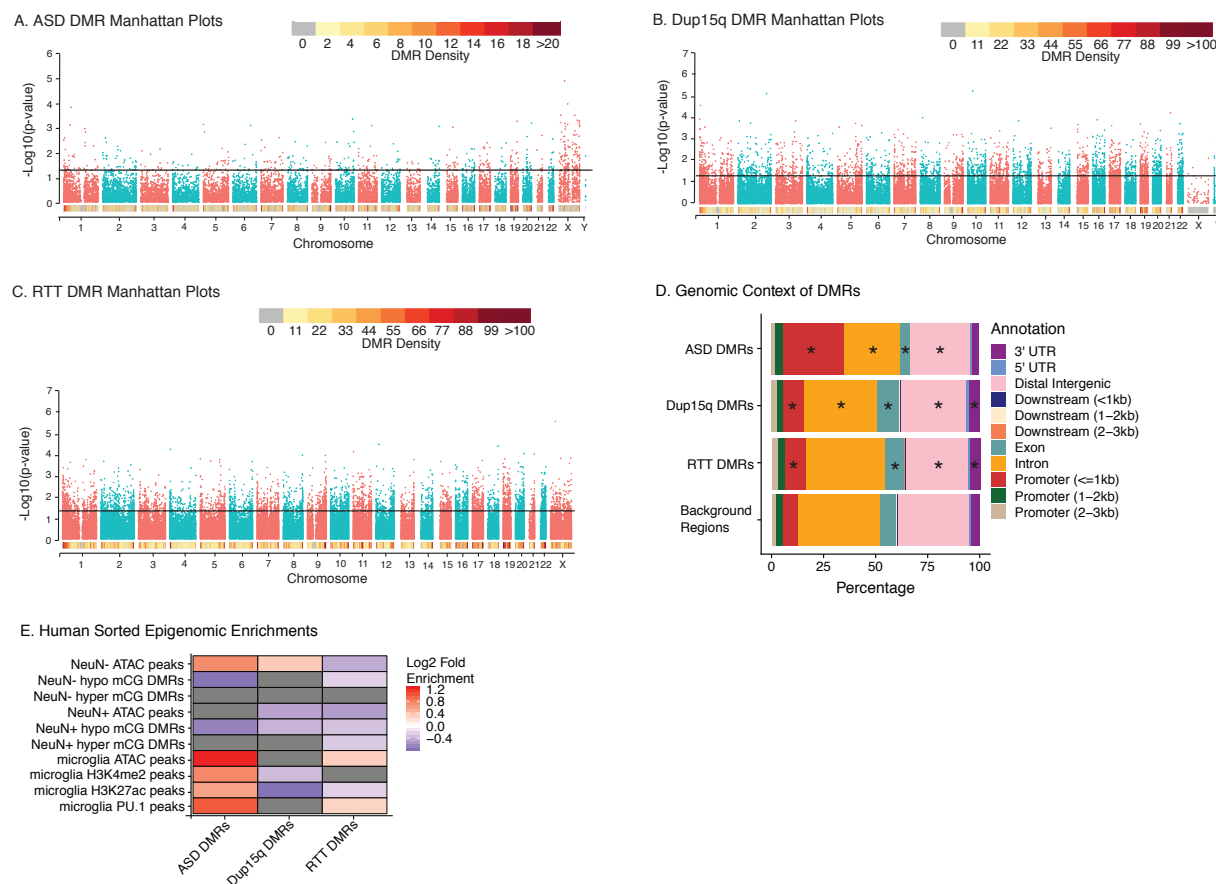 A. ASD DMR Manhattan Plots
0 2 4 6 8 10 12 14 16 18 >20
DMR Density
6
5
4
3
2
1
0
-Log10(p-value)
1 2 3 4 5 6 7 8 9 10 11 12 13 14 15 16 17 18 19 20 21 22 X Y
Chromosome
B. Dup15q DMR Manhattan Plots
0 11 22 33 44 55 66 77 88 99 >100
DMR Density
7
6
5
4
3
2
1
0
-Log10(p-value)
1 2 3 4 5 6 7 8 9 10 11 12 13 14 15 16 17 18 19 20 21 22 X
Chromosome
C. RTT DMR Manhattan Plots
0 11 22 33 44 55 66 77 88 99 >100
DMR Density
7
6
5
4
3
2
1
0
-Log10(p-value)
1 2 3 4 5 6 7 8 9 10 11 12 13 14 15 16 17 18 19 20 21 22 X
Chromosome
D. Genomic Context of DMRs
ASD DMRs
* * * *
Dup15q DMRs
* * * * *
RTT DMRs
* * * *
Background
Regions
0 25 50 75 100
Percentage
Annotation
3' UTR
5' UTR
Distal Intergenic
Downstream (<1kb)
Downstream (1−2kb)
Downstream (2−3kb)
Exon
Intron
Promoter (<=1kb)
Promoter (1−2kb)
Promoter (2−3kb)
E. Human Sorted Epigenomic Enrichments
NeuN- ATAC peaks
NeuN- hypo mCG DMRs
NeuN- hyper mCG DMRs
NeuN+ ATAC peaks
NeuN+ hypo mCG DMRs
NeuN+ hyper mCG DMRs
microglia ATAC peaks
microglia H3K4me2 peaks
microglia H3K27ac peaks
microglia PU.1 peaks
ASD DMRs
Dup15q DMRs
RTT DMRs
Log2 Fold
Enrichment
1.2
0.8
0.4
0.0
−0.4